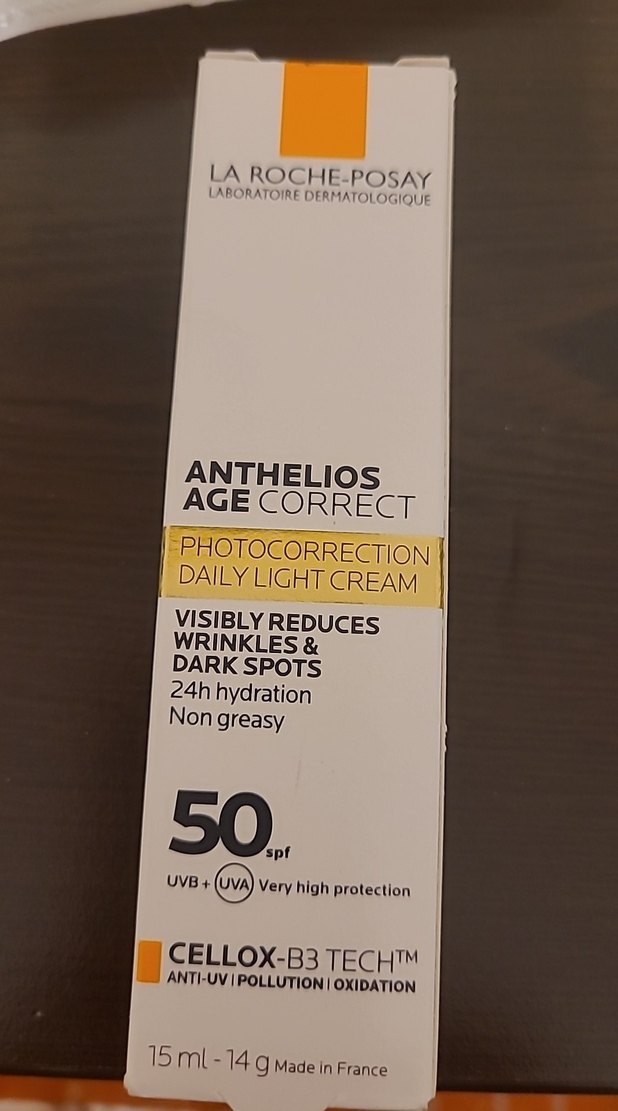 LA ROCHE-POSAY
LABORATOIRE DERMATOLOGIQUE
ANTHELIOS
AGE CORRECT
PHOTOCORRECTION
DAILY LIGHT CREAM
VISIBLY REDUCES
WRINKLES &
DARK SPOTS
24h hydration
Non greasy
50 spf
UVB + UVA Very high protection
CELLOX-B3 TECH™
ANTI-UV | POLLUTION | OXIDATION
15 ml - 14 g Made in France